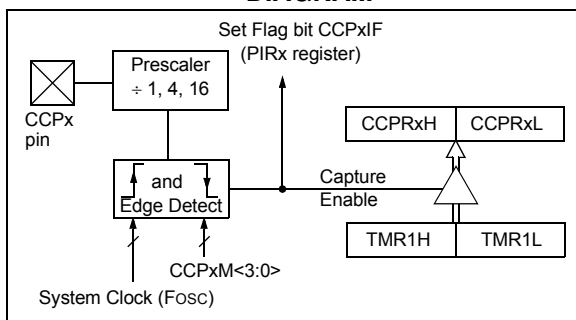 Set Flag bit CCPxIF
(PIRx register)
Prescaler
÷ 1, 4, 16
CCPx
pin
CCPRxH
CCPRxL
and
Edge Detect
Capture
Enable
TMR1H
TMR1L
CCPxM<3:0>
System Clock (FOSC)